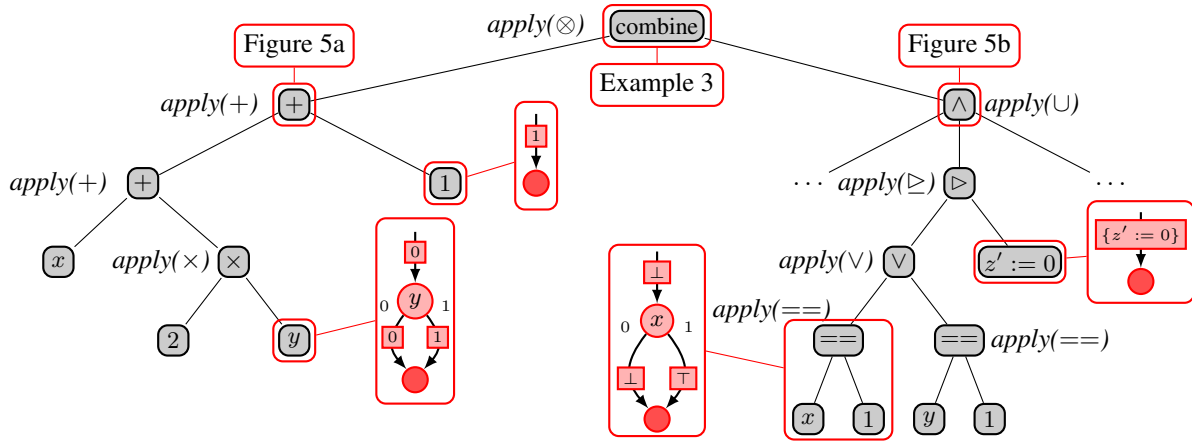 apply(⊗) combine
Figure 5a
Figure 5b
Example 3
apply(+) +
∧ apply(∪)
1
apply(+) +
1
· · ·
apply(⊵) ▷
· · ·
x
apply(×) ×
0
y
0 1
0 1
⊥
x
0 1
⊥ ⊤
apply(∨) ∨
z′ := 0
{z′ := 0}
2
y
apply(==)
==
== apply(==)
x
1
y
1